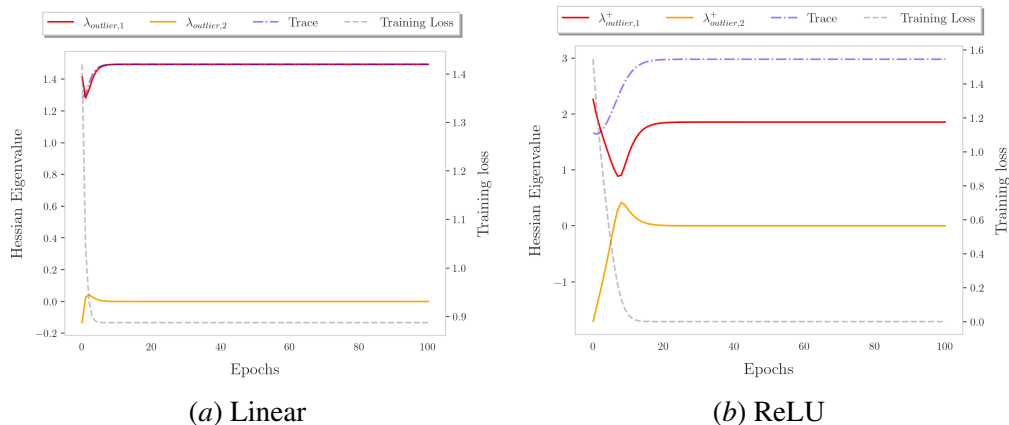 λ_outlier,1 λ_outlier,2 Trace Training Loss
1.4
1.2
1.0
0.8
0.6
0.4
0.2
0.0
−0.2
Hessian Eigenvalue
0 20 40 60 80 100
Epochs
1.4
1.3
1.2
1.1
1.0
0.9
Training loss
(a) Linear
λ⁺_outlier,1 λ⁺_outlier,2 Trace Training Loss
3
2
1
0
−1
Hessian Eigenvalue
0 20 40 60 80 100
Epochs
1.6
1.4
1.2
1.0
0.8
0.6
0.4
0.2
0.0
Training loss
(b) ReLU